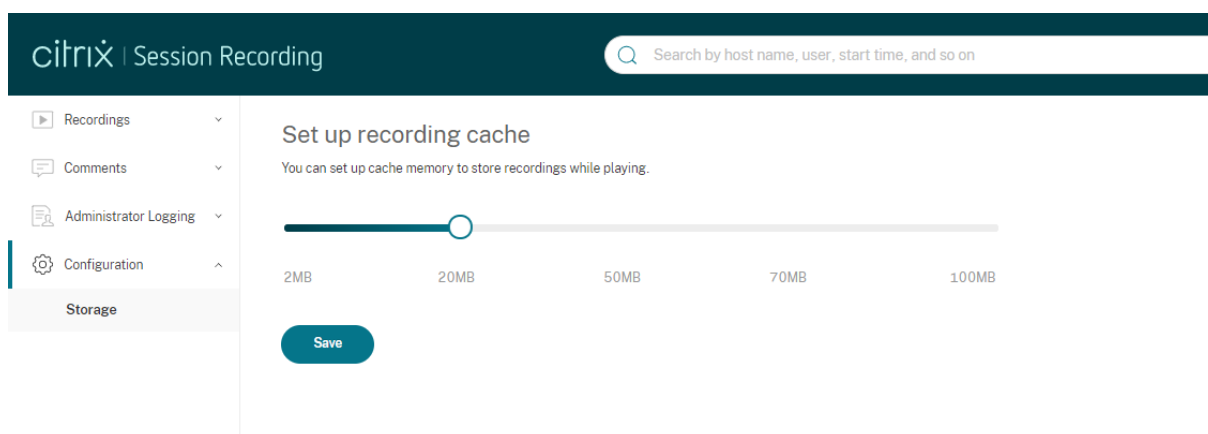 citrix | Session Recording
Search by host name, user, start time, and so on
Recordings
Comments
Administrator Logging
Configuration
Storage
Set up recording cache
You can set up cache memory to store recordings while playing.
2MB 20MB 50MB 70MB 100MB
Save